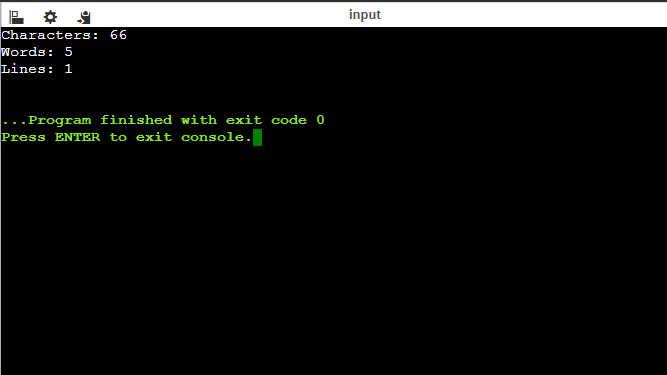 input
Characters: 66
Words: 5
Lines: 1
...Program finished with exit code 0
Press ENTER to exit console.